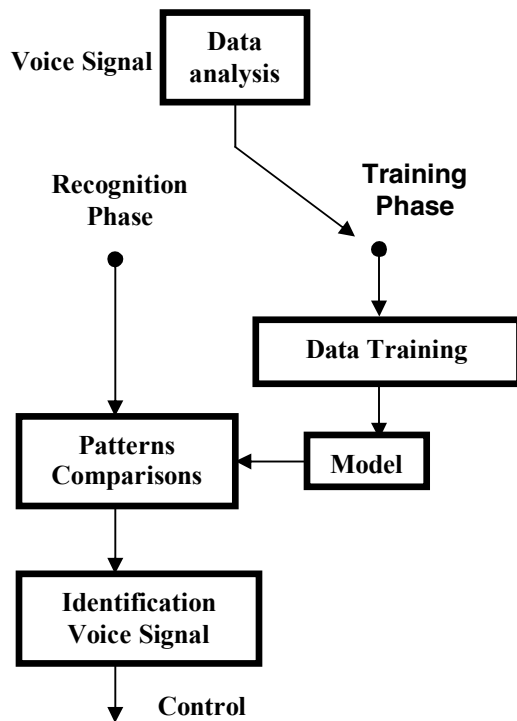 Voice Signal
Data
analysis
Recognition
Phase
Training
Phase
Data Training
Patterns
Comparisons
Model
Identification
Voice Signal
Control